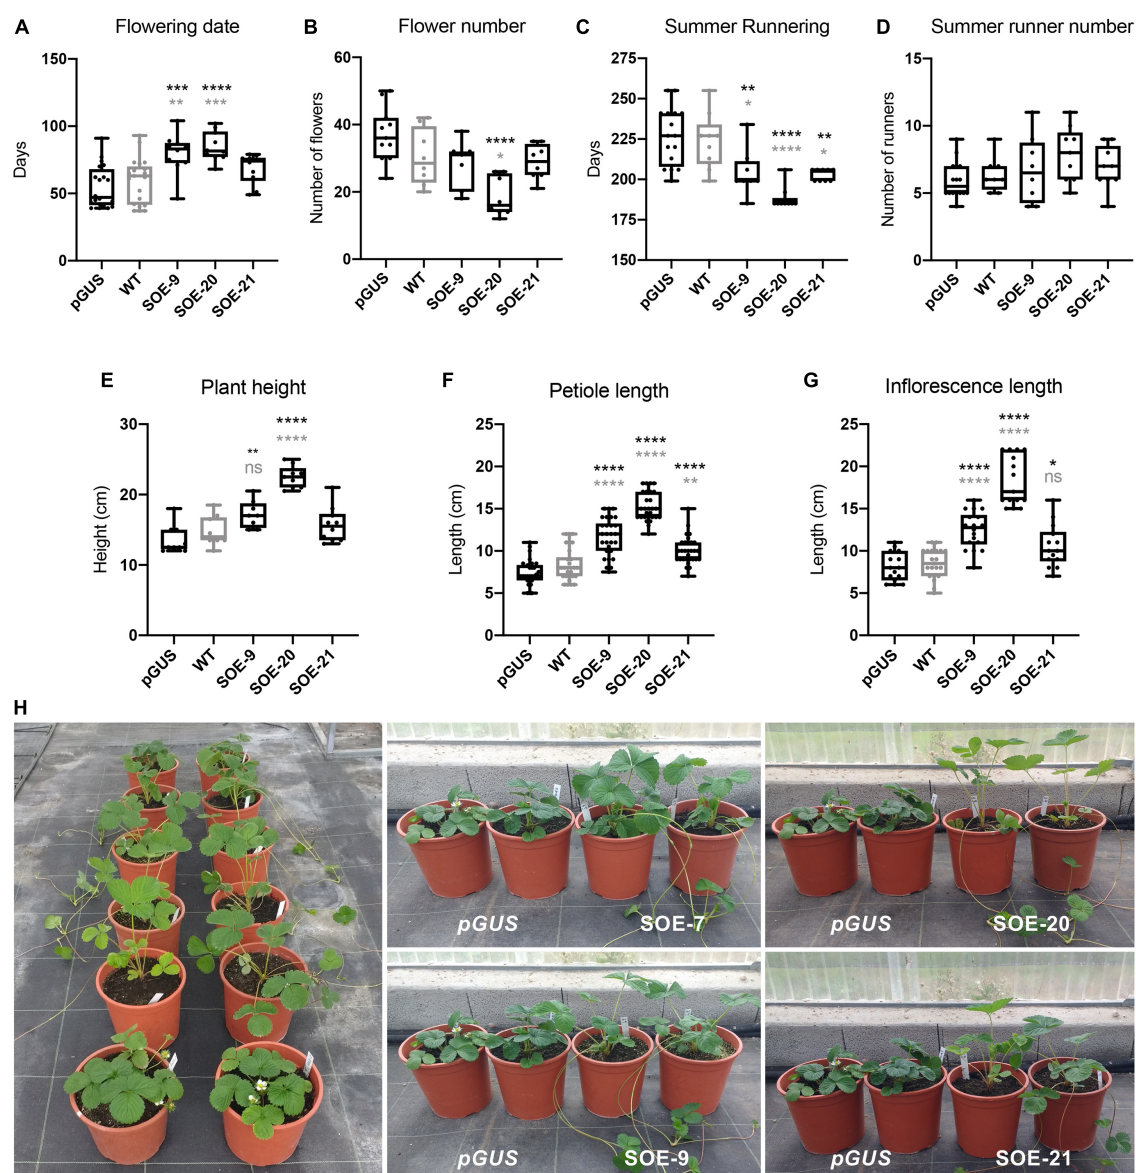 A Flowering date
150
100
50
0
Days
*** ****
** ***
pGUS WT SOE-9 SOE-20 SOE-21
B Flower number
60
40
20
0
Number of flowers
****
*
pGUS WT SOE-9 SOE-20 SOE-21
C Summer Runnering
275
250
225
200
175
150
Days
** **** **
* **** *
pGUS WT SOE-9 SOE-20 SOE-21
D Summer runner number
15
10
5
0
Number of runners
pGUS WT SOE-9 SOE-20 SOE-21
E Plant height
30
20
10
0
Height (cm)
** ****
ns ****
pGUS WT SOE-9 SOE-20 SOE-21
F Petiole length
25
20
15
10
5
0
Length (cm)
**** **** ****
**** **** **
pGUS WT SOE-9 SOE-20 SOE-21
G Inflorescence length
25
20
15
10
5
0
Length (cm)
**** **** *
**** **** ns
pGUS WT SOE-9 SOE-20 SOE-21
H
pGUS SOE-7
pGUS SOE-20
pGUS SOE-9
pGUS SOE-21